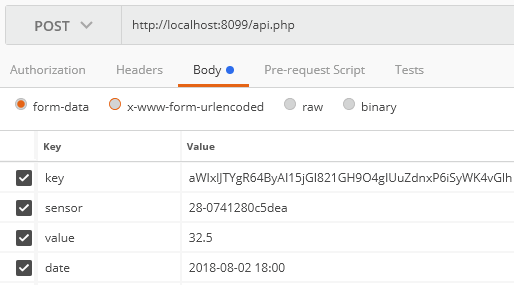 POST http://localhost:8099/api.php
Authorization Headers Body Pre-request Script Tests
form-data x-www-form-urlencoded raw binary
Key Value
key aWIxlJTYgR64ByAI15jGI821GH9O4gIUuZdnxP6iSyWK4vGIh
sensor 28-0741280c5dea
value 32.5
date 2018-08-02 18:00